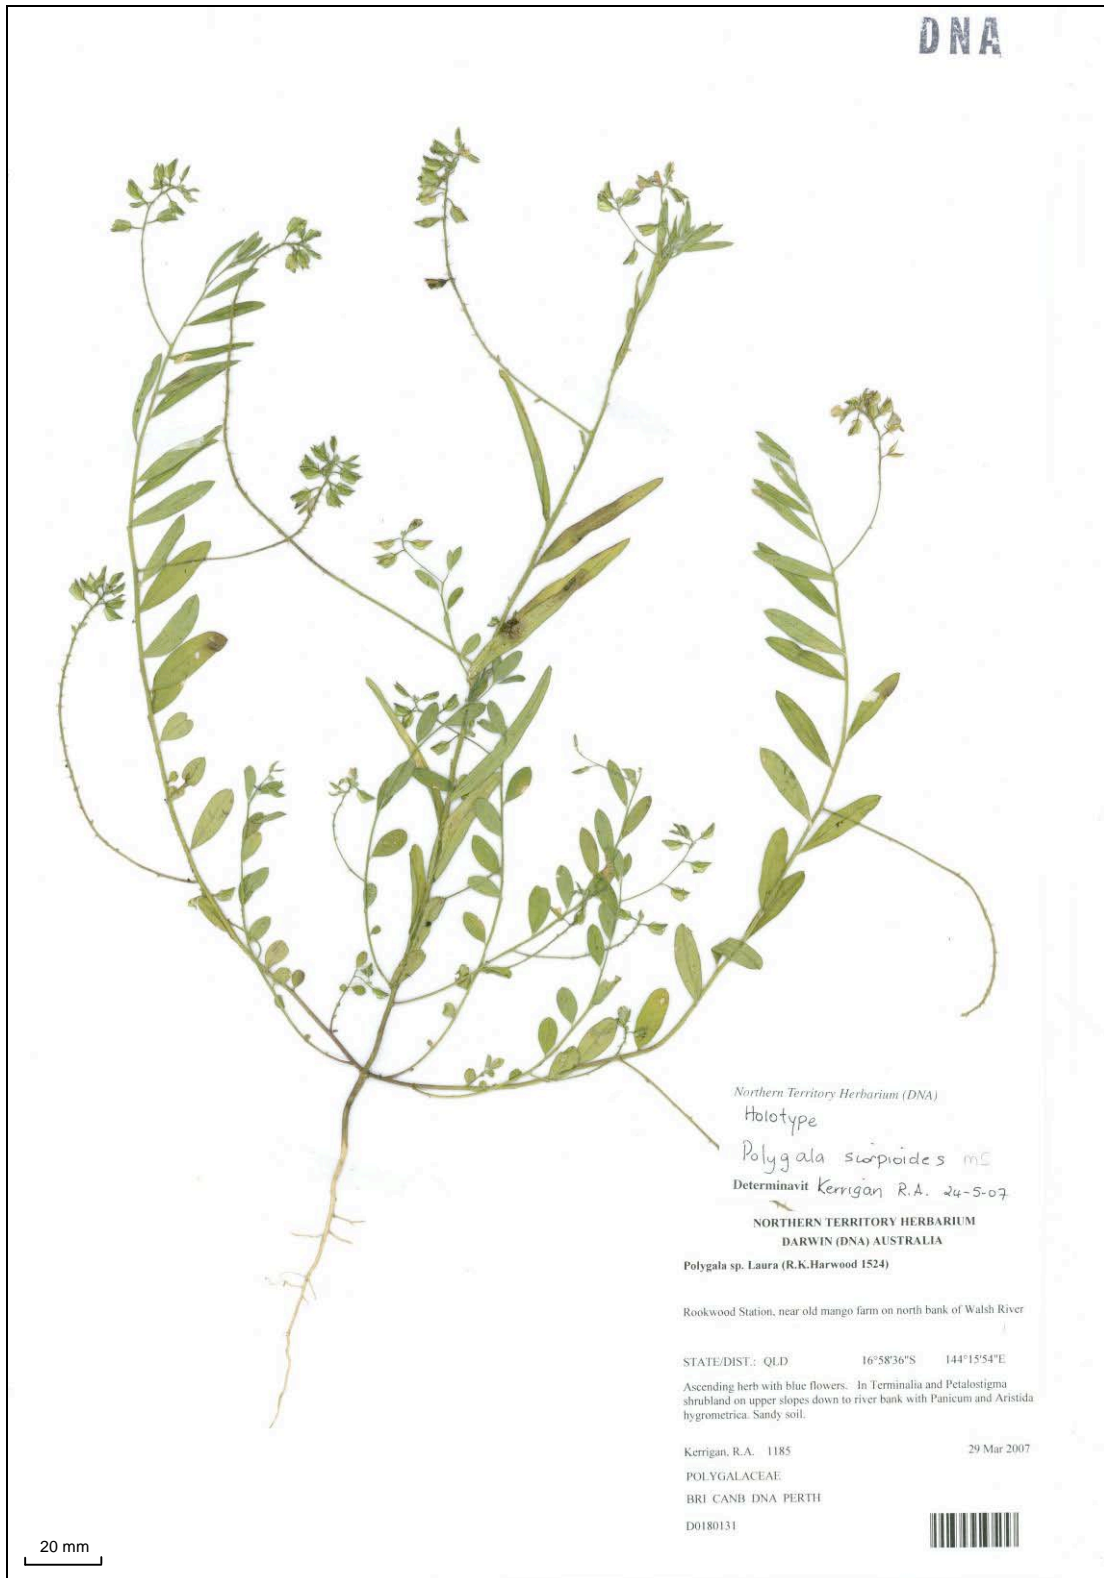 DNA
Northern Territory Herbarium (DNA)
Holotype
Polygala scorpioides ms
Determinavit Kerrigan R.A. 24-5-07
NORTHERN TERRITORY HERBARIUM
DARWIN (DNA) AUSTRALIA
Polygala sp. Laura (R.K.Harwood 1524)
Rookwood Station, near old mango farm on north bank of Walsh River
STATE/DIST.: QLD 16°58'36"S 144°15'54"E
Ascending herb with blue flowers. In Terminalia and Petalostigma
shrubland on upper slopes down to river bank with Panicum and Aristida
hygrometrica. Sandy soil.
Kerrigan, R.A. 1185 29 Mar 2007
POLYGALACEAE
BRI CANB DNA PERTH
D0180131
20 mm